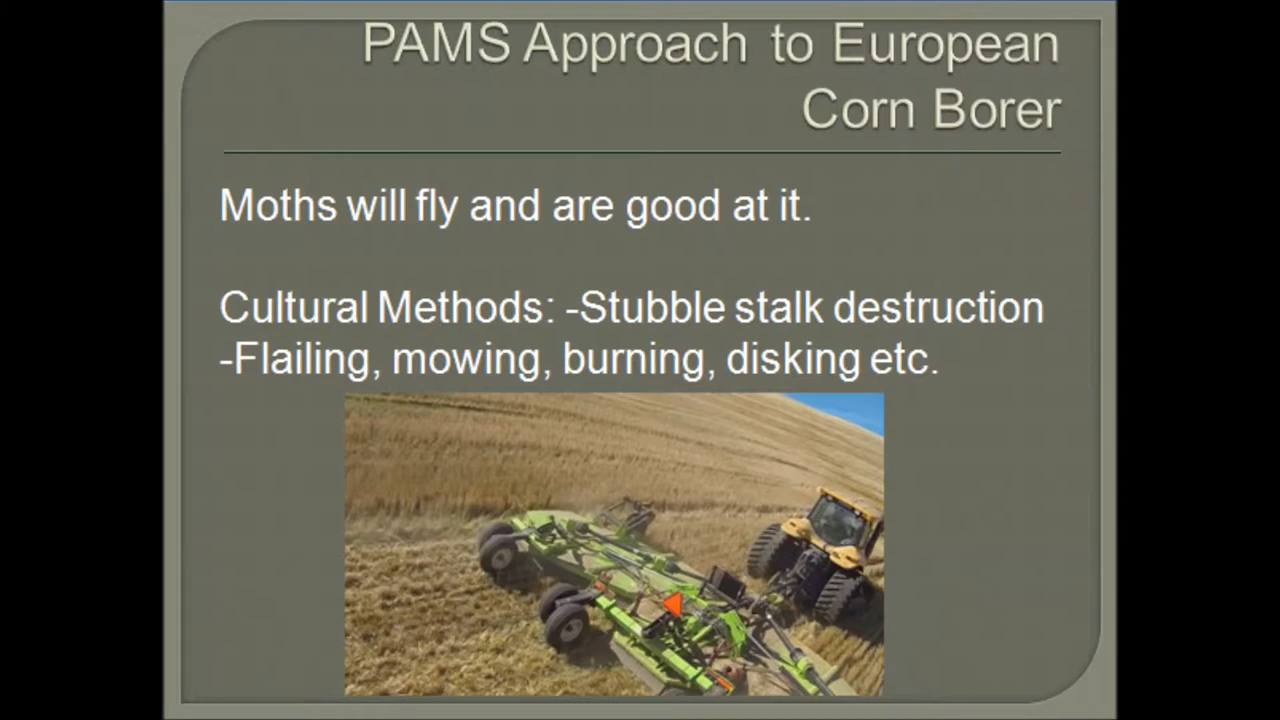 PAMS Approach to European
Corn Borer
Moths will fly and are good at it.
Cultural Methods: -Stubble stalk destruction
-Flailing, mowing, burning, disking etc.